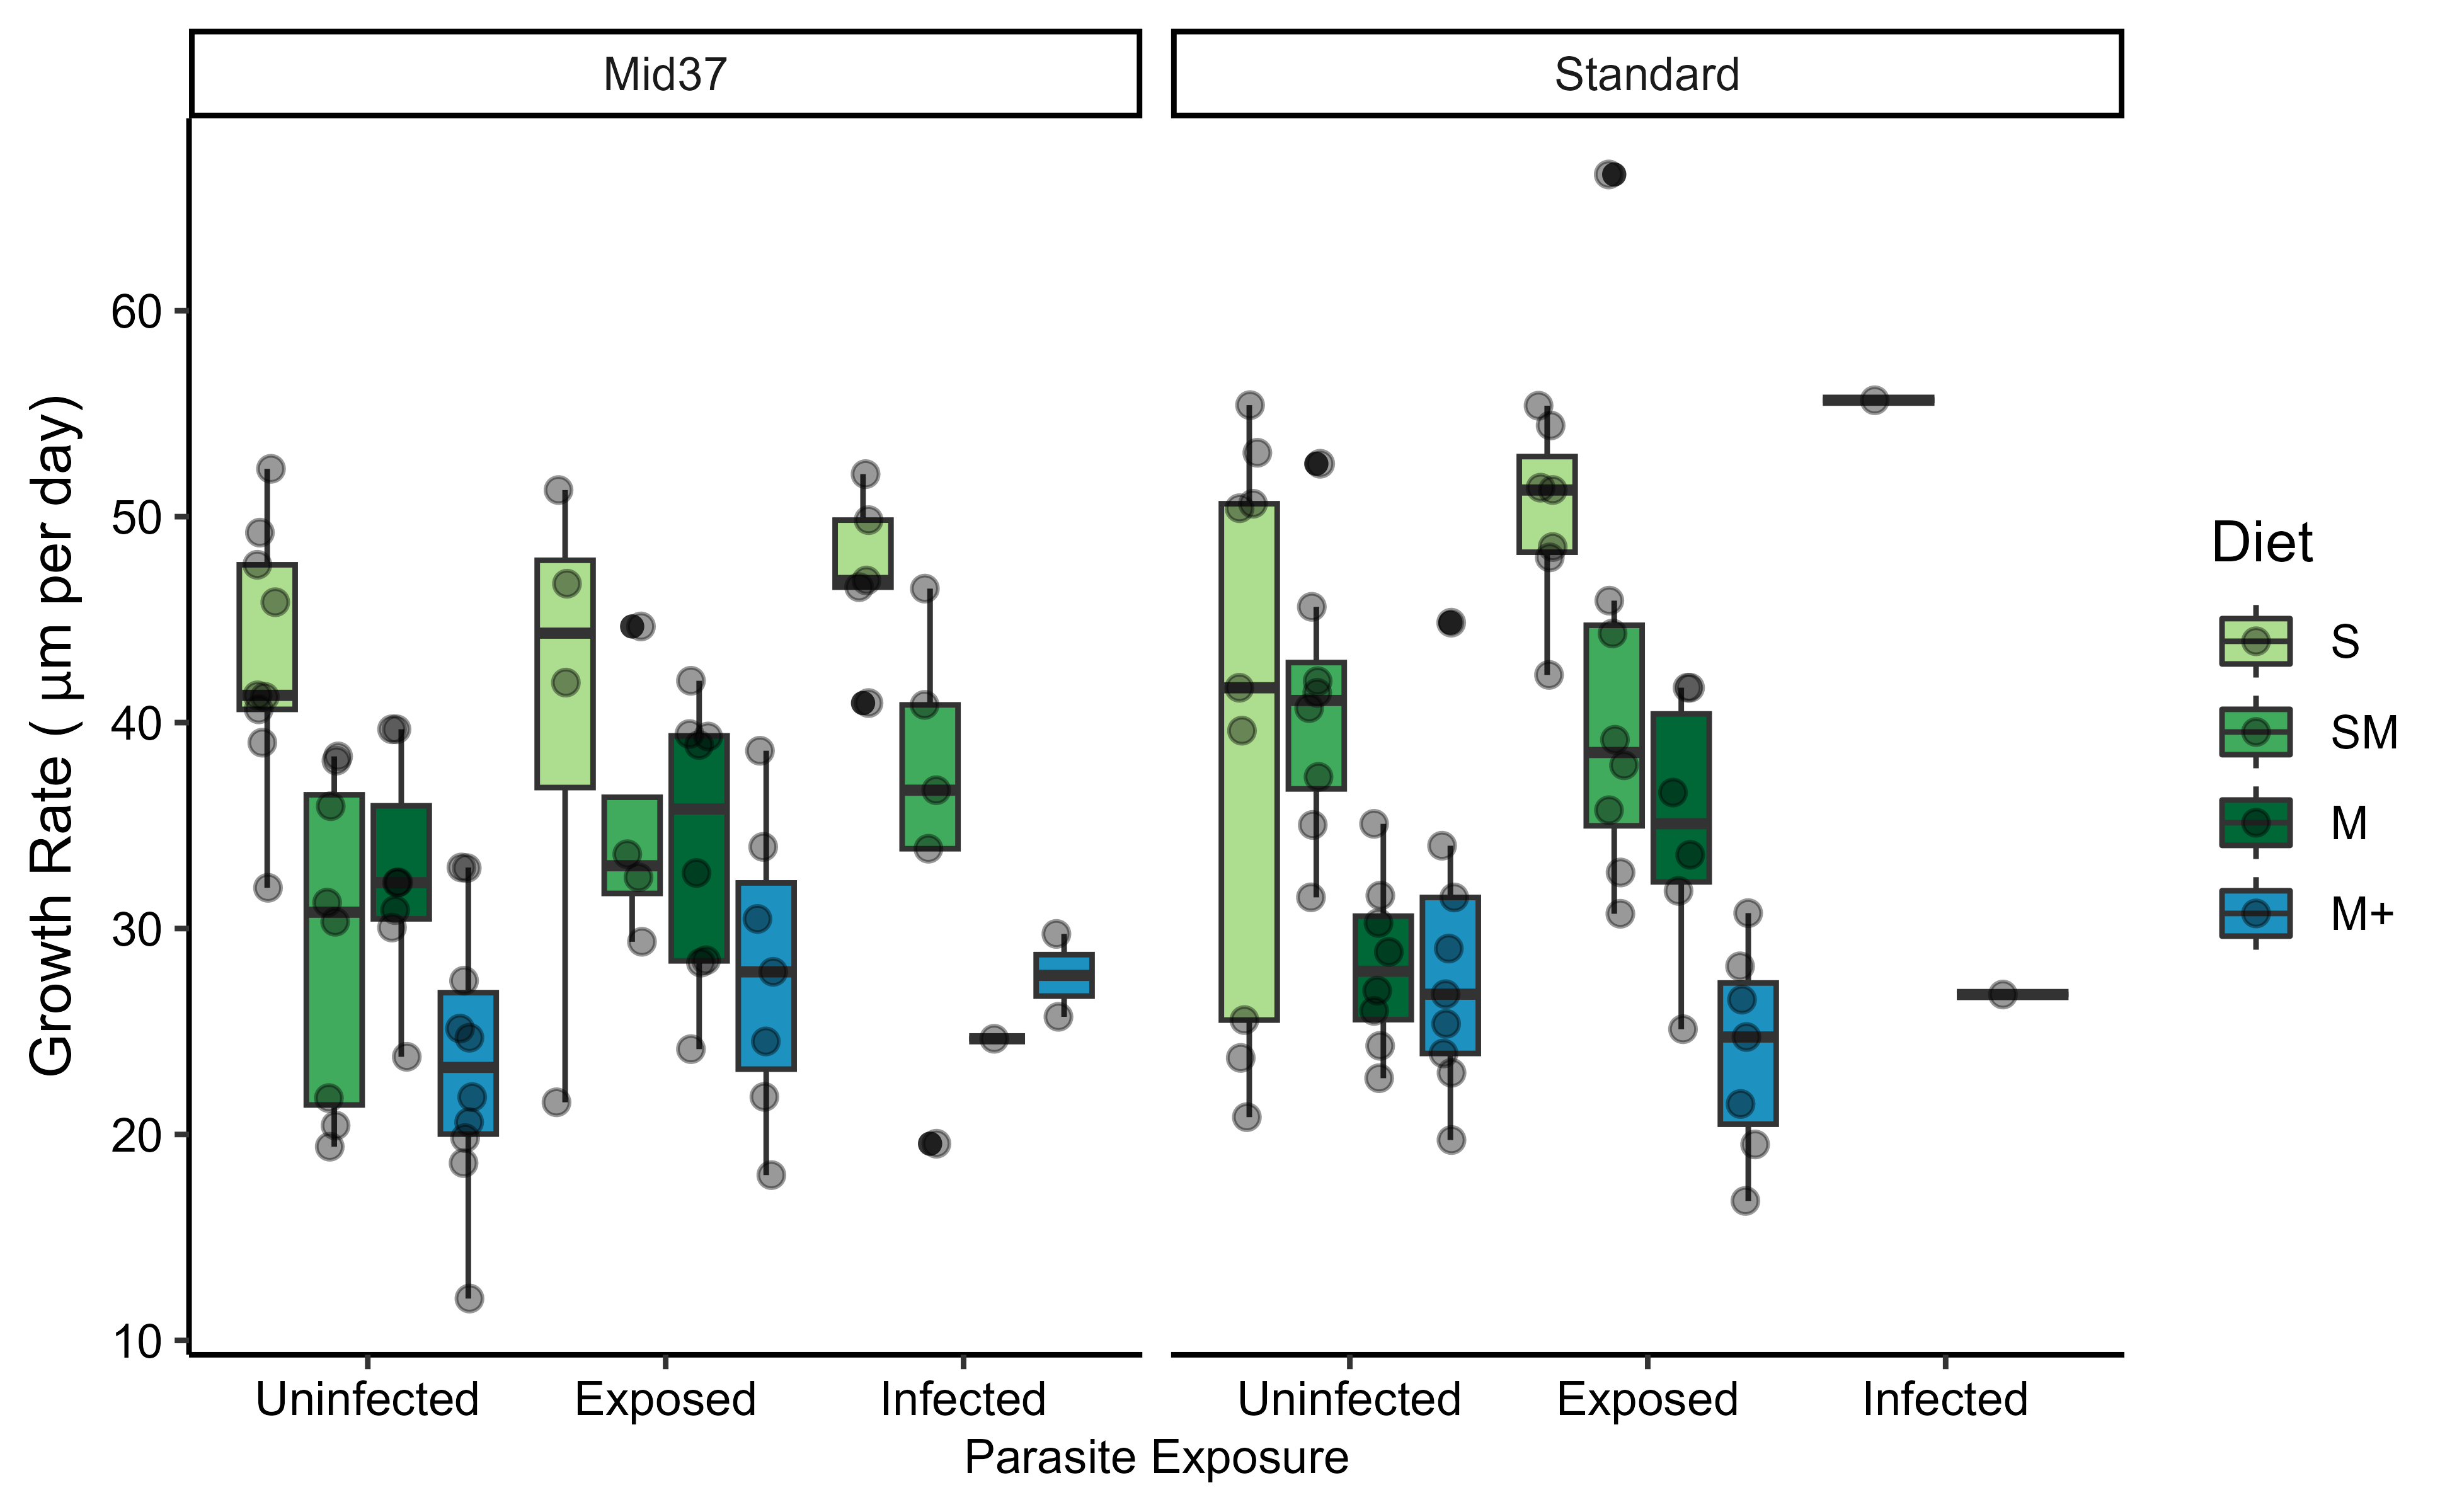 Mid37
Standard
Growth Rate ( µm per day)
60
50
40
30
20
10
Uninfected
Exposed
Infected
Uninfected
Exposed
Infected
Parasite Exposure
Diet
S
SM
M
M+